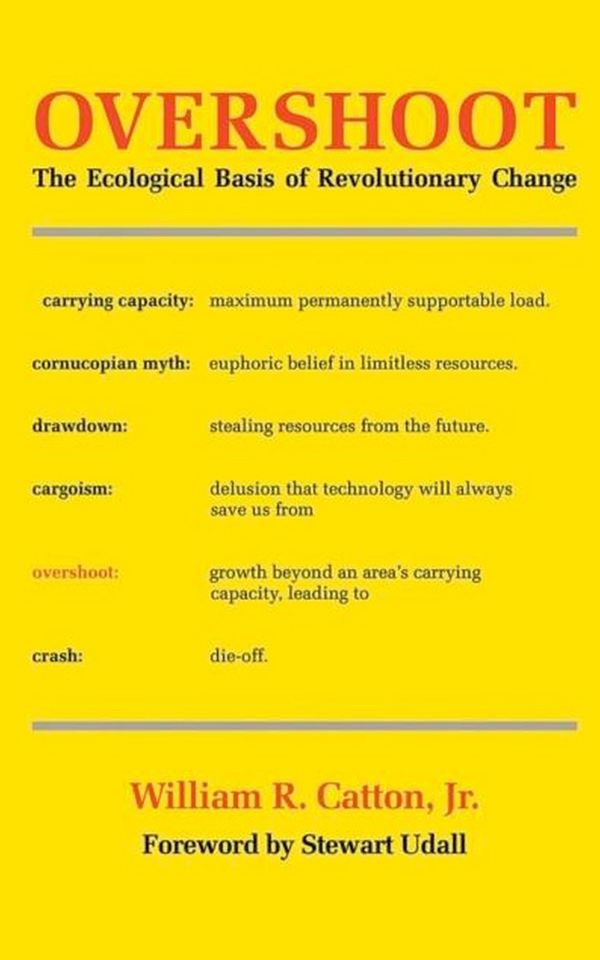 OVERSHOOT
The Ecological Basis of Revolutionary Change
carrying capacity: maximum permanently supportable load.
cornucopian myth: euphoric belief in limitless resources.
drawdown: stealing resources from the future.
cargoism: delusion that technology will always
save us from
overshoot: growth beyond an area's carrying
capacity, leading to
crash: die-off.
William R. Catton, Jr.
Foreword by Stewart Udall